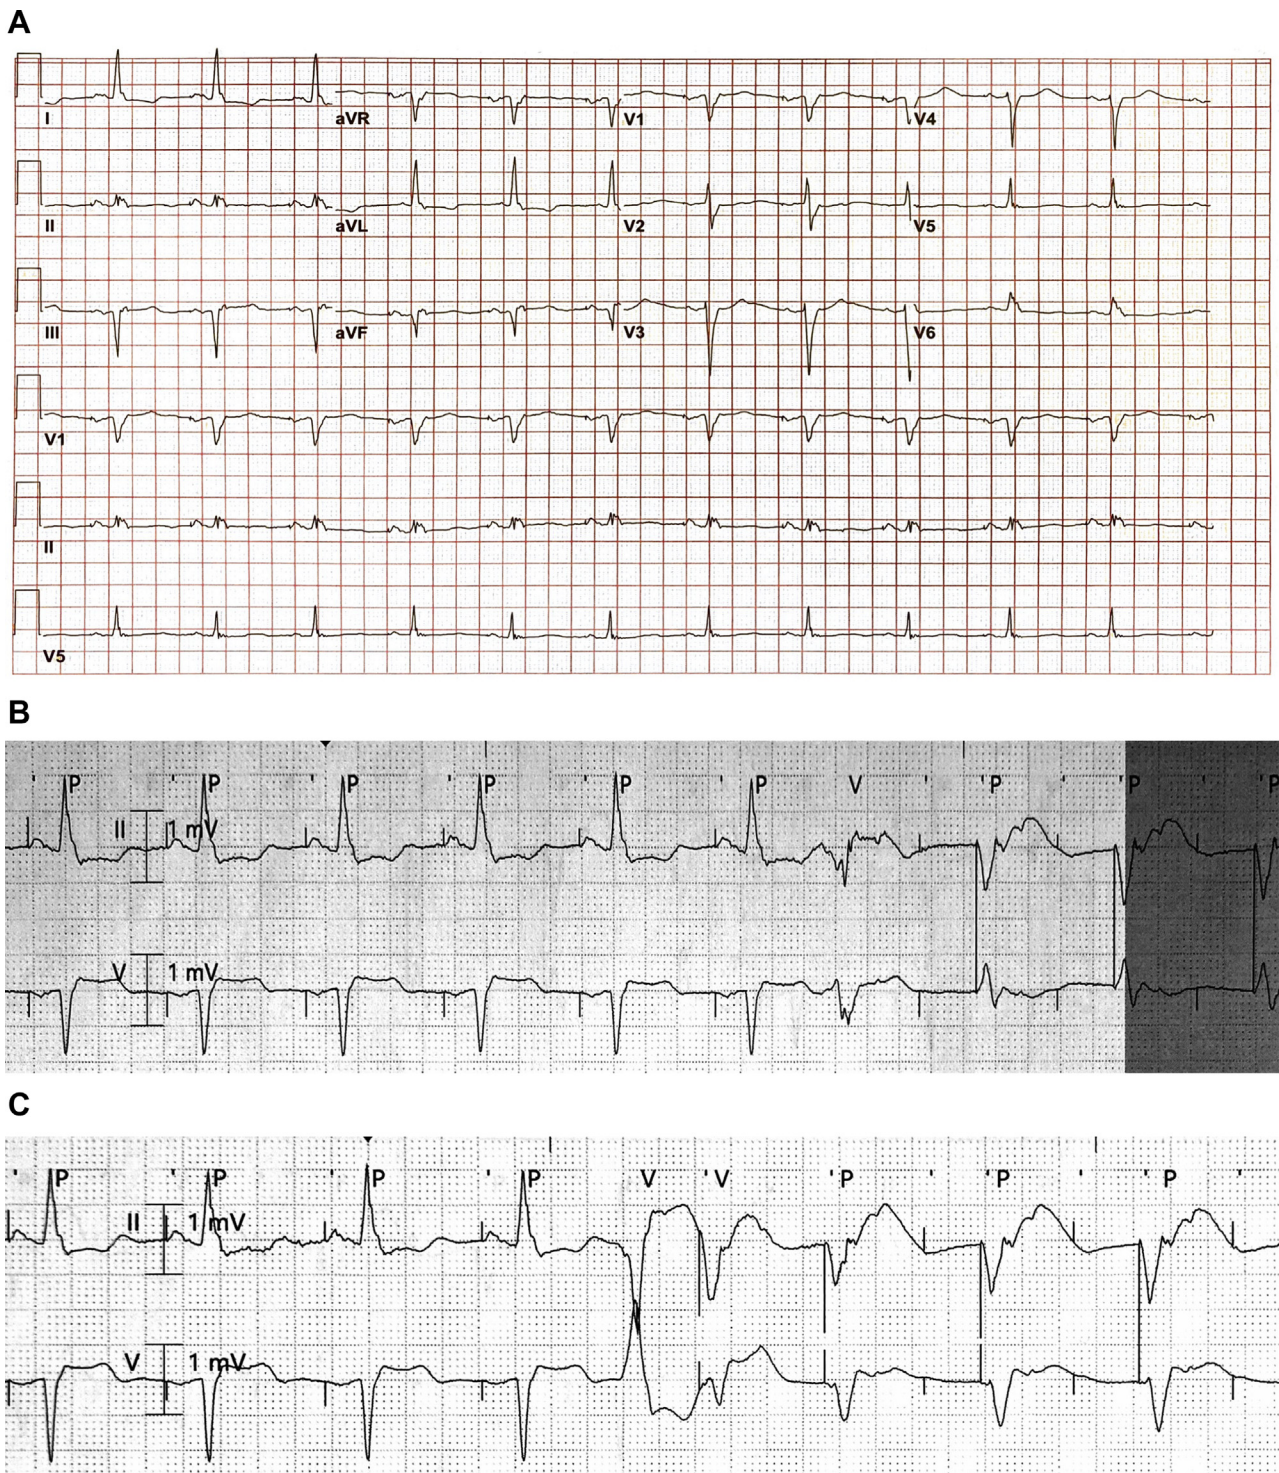 A
I aVR V1 V4
II aVL V2 V5
III aVF V3 V6
V1
II
V5
B
' P ' P ' P ' P ' P ' P V ' ' P ' ' P ' ' P
II 1 mV
V 1 mV
C
' P ' P ' P ' P V ' V ' P ' ' P ' ' P '
II 1 mV
V 1 mV